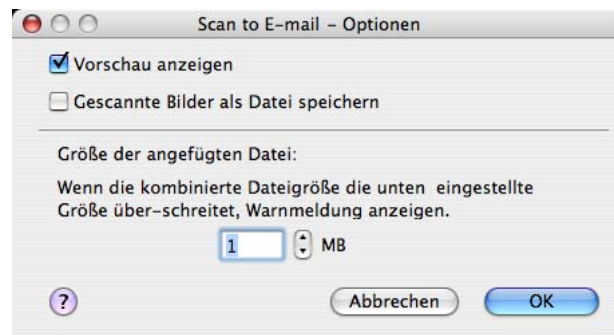 Scan to E-mail – Optionen
Vorschau anzeigen
Gescannte Bilder als Datei speichern
Größe der angefügten Datei:
Wenn die kombinierte Dateigröße die unten eingestellte
Größe über-schreitet, Warnmeldung anzeigen.
1 MB
? Abbrechen OK